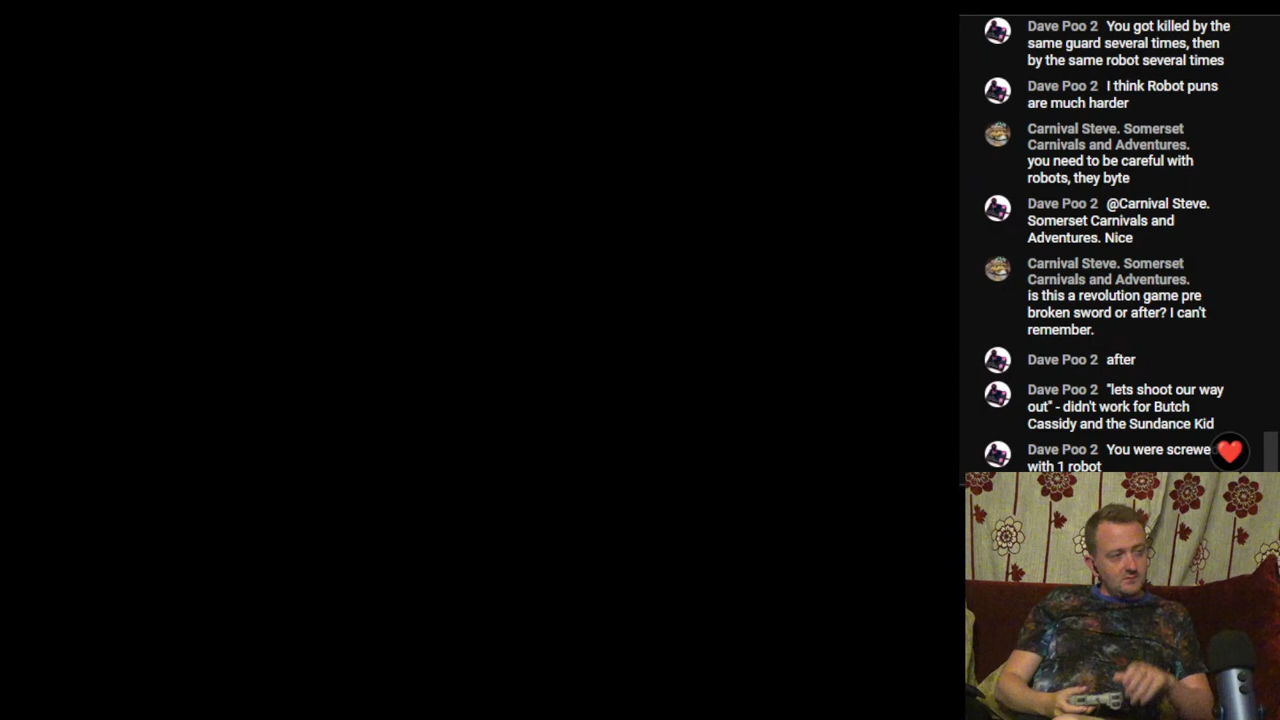 Dave Poo 2 You got killed by the
same guard several times, then
by the same robot several times
Dave Poo 2 I think Robot puns
are much harder
Carnival Steve. Somerset
Carnivals and Adventures.
you need to be careful with
robots, they byte
Dave Poo 2 @Carnival Steve.
Somerset Carnivals and
Adventures. Nice
Carnival Steve. Somerset
Carnivals and Adventures.
is this a revolution game pre
broken sword or after? I can't
remember.
Dave Poo 2 after
Dave Poo 2 "lets shoot our way
out" - didn't work for Butch
Cassidy and the Sundance Kid
Dave Poo 2 You were screwe
with 1 robot